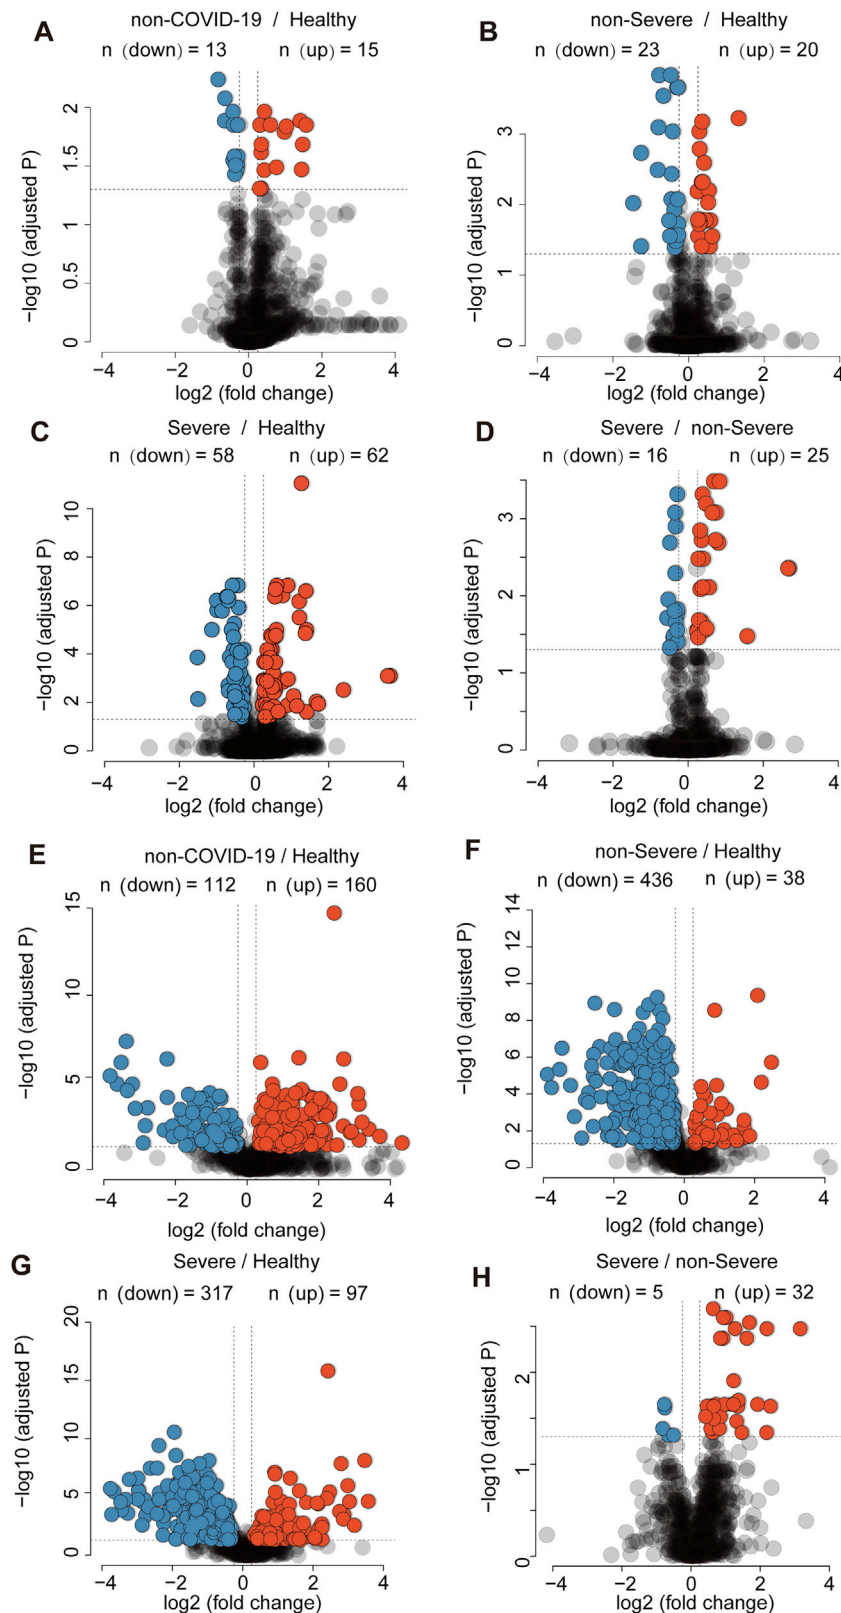 A
non-COVID-19 / Healthy
n (down) = 13 n (up) = 15
−log10 (adjusted P)
2
1.5
1
0.5
0
−4 −2 0 2 4
log2 (fold change)
B
non-Severe / Healthy
n (down) = 23 n (up) = 20
−log10 (adjusted P)
3
2
1
0
−4 −2 0 2 4
log2 (fold change)
C
Severe / Healthy
n (down) = 58 n (up) = 62
−log10 (adjusted P)
10
8
6
4
2
0
−4 −2 0 2 4
log2 (fold change)
D
Severe / non-Severe
n (down) = 16 n (up) = 25
−log10 (adjusted P)
3
2
1
0
−4 −2 0 2 4
log2 (fold change)
E
non-COVID-19 / Healthy
n (down) = 112 n (up) = 160
−log10 (adjusted P)
15
10
5
0
−4 −2 0 2 4
log2 (fold change)
F
non-Severe / Healthy
n (down) = 436 n (up) = 38
−log10 (adjusted P)
14
12
10
8
6
4
2
0
−4 −2 0 2 4
log2 (fold change)
G
Severe / Healthy
n (down) = 317 n (up) = 97
−log10 (adjusted P)
20
15
10
5
0
−4 −2 0 2 4
log2 (fold change)
H
Severe / non-Severe
n (down) = 5 n (up) = 32
−log10 (adjusted P)
2
1
2
−4 −2 0 2 4
log2 (fold change)